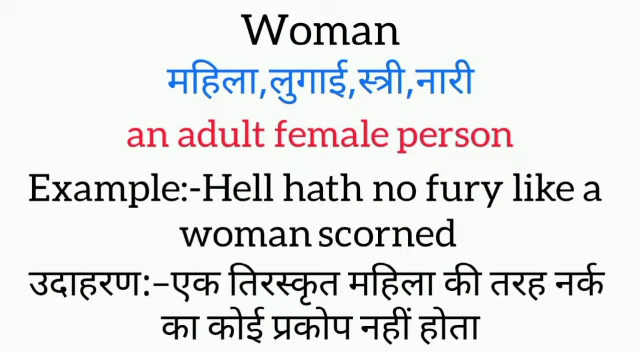 Woman
महिला,लुगाई,स्त्री,नारी
an adult female person
Example:-Hell hath no fury like a
woman scorned
उदाहरण:–एक तिरस्कृत महिला की तरह नर्क
का कोई प्रकोप नहीं होता